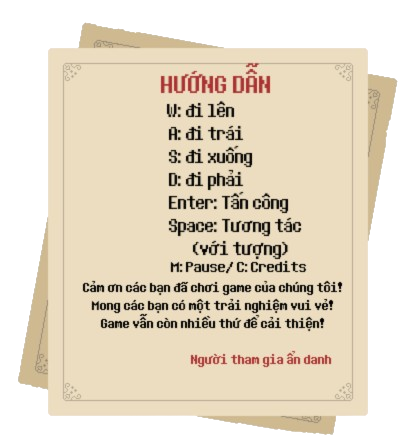 HƯỚNG DẪN
W: đi lên
A: đi trái
S: đi xuống
D: đi phải
Enter: Tấn công
Space: Tương tác
(với tượng)
M: Pause/ C: Credits
Cảm ơn các bạn đã chơi game của chúng tôi!
Mong các bạn có một trải nghiệm vui vẻ!
Game vẫn còn nhiều thứ để cải thiện!
Người tham gia ẩn danh